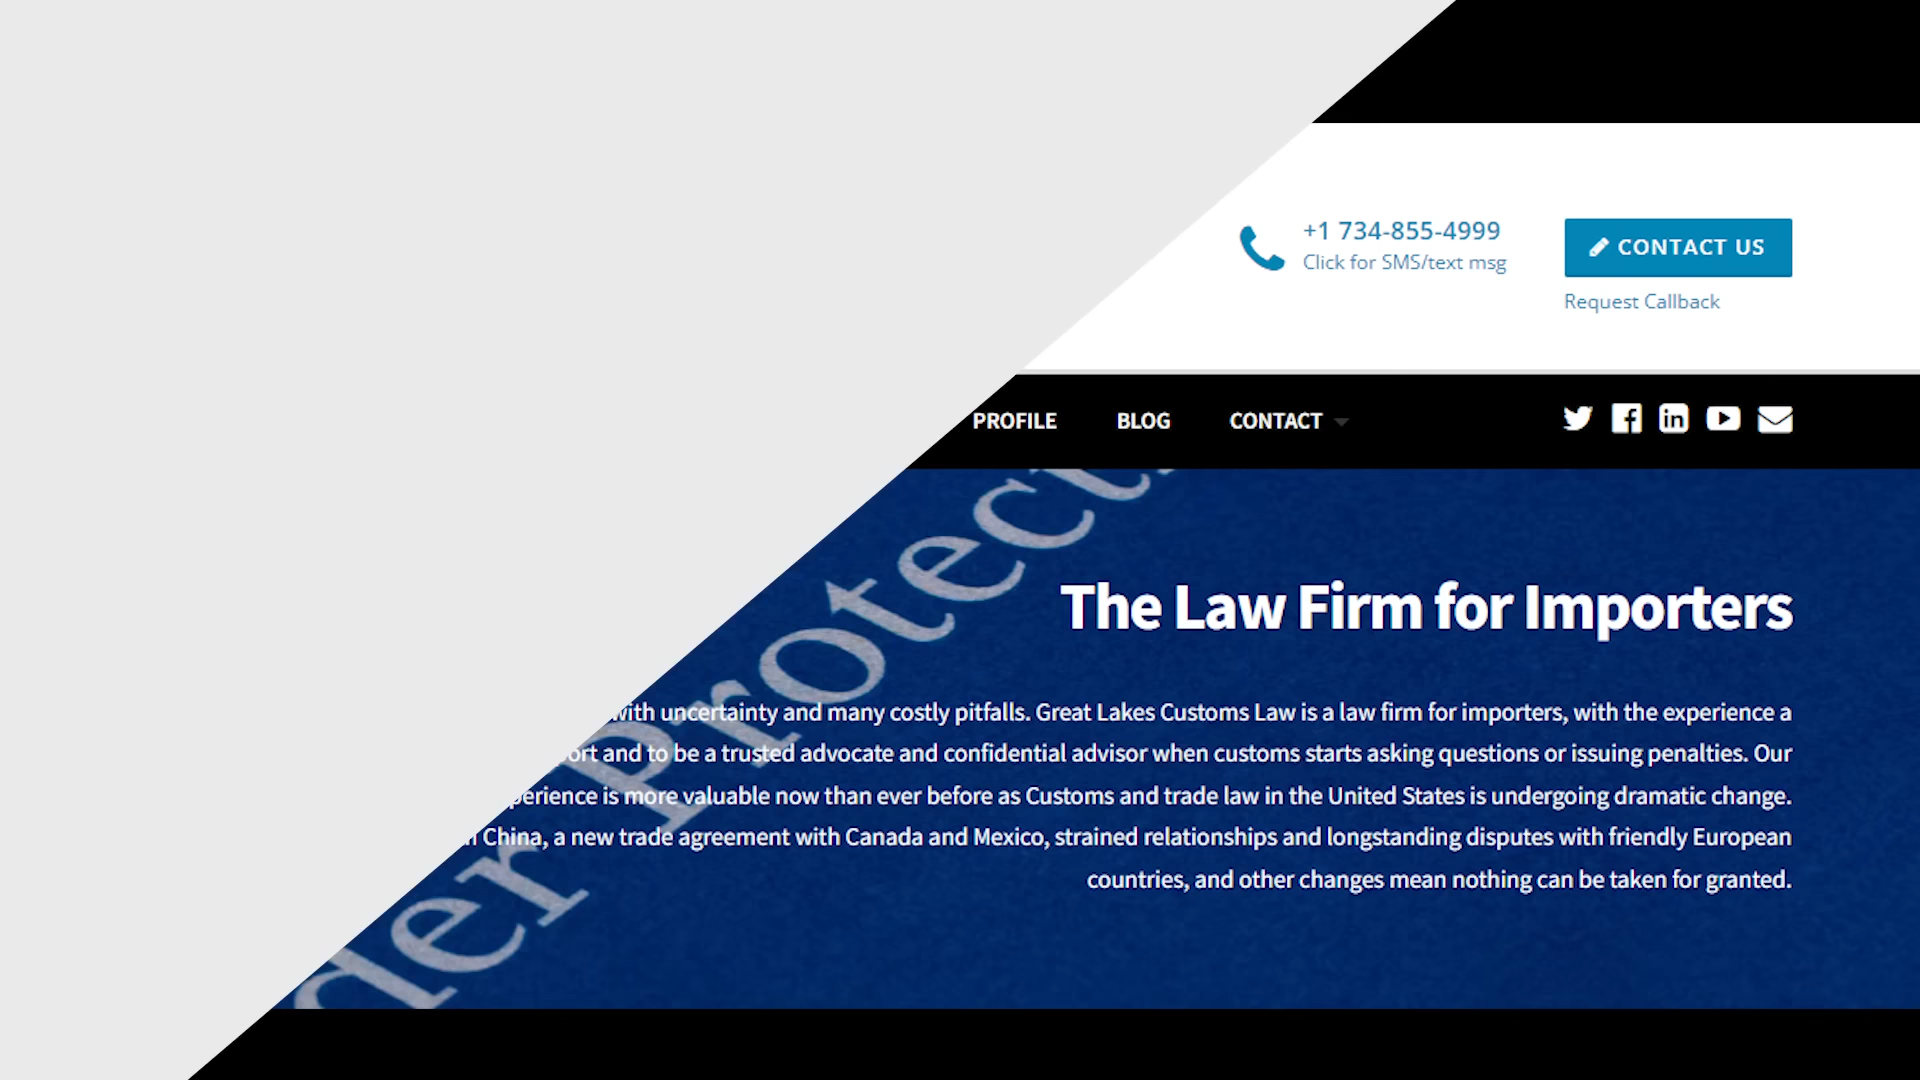 +1 734-855-4999
Click for SMS/text msg
CONTACT US
Request Callback
PROFILE BLOG CONTACT
The Law Firm for Importers
with uncertainty and many costly pitfalls. Great Lakes Customs Law is a law firm for importers, with the experience a
and to be a trusted advocate and confidential advisor when customs starts asking questions or issuing penalties. Our
is more valuable now than ever before as Customs and trade law in the United States is undergoing dramatic change.
China, a new trade agreement with Canada and Mexico, strained relationships and longstanding disputes with friendly European
countries, and other changes mean nothing can be taken for granted.